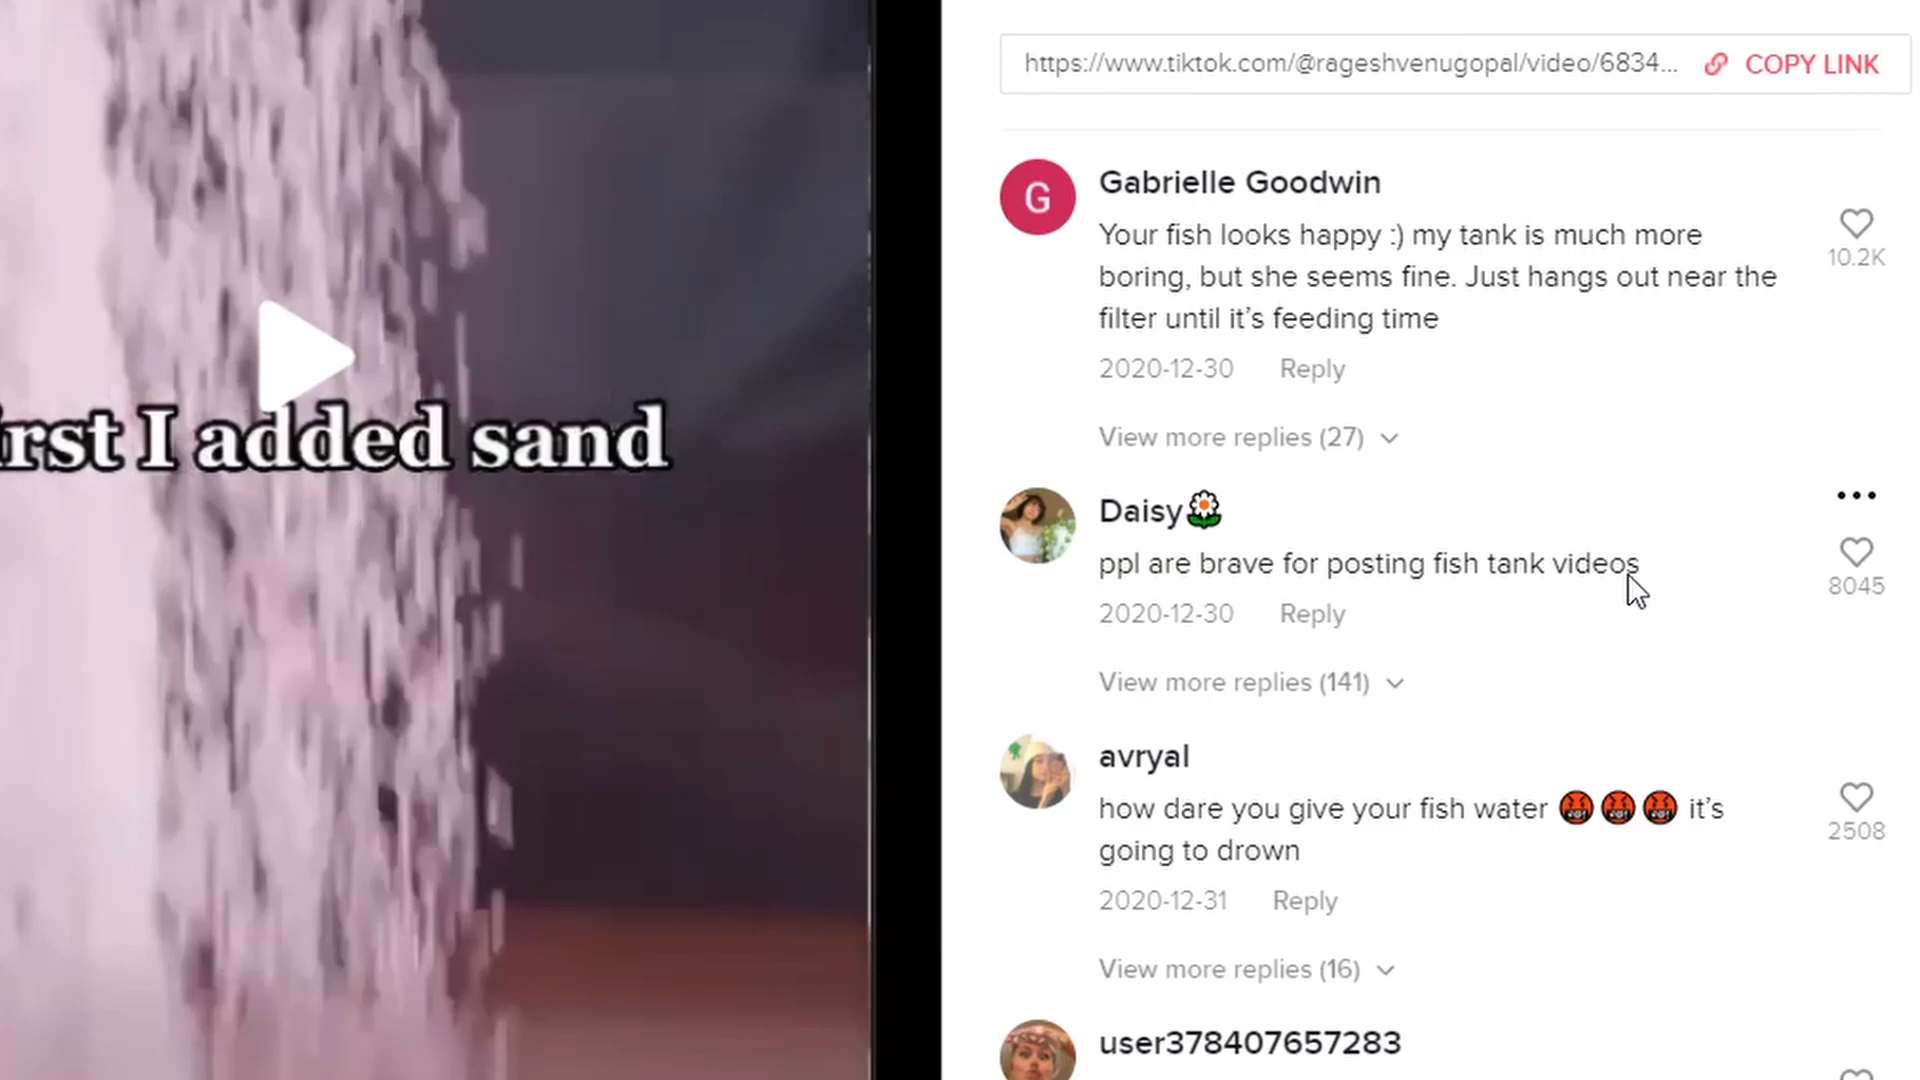 irst I added sand
https://www.tiktok.com/@rageshvenugopal/video/6834...
COPY LINK
G
Gabrielle Goodwin
Your fish looks happy :) my tank is much more
boring, but she seems fine. Just hangs out near the
filter until it’s feeding time
10.2K
2020-12-30 Reply
View more replies (27)
Daisy
ppl are brave for posting fish tank videos
8045
2020-12-30 Reply
View more replies (141)
avryal
how dare you give your fish water 🤬🤬🤬 it’s
going to drown
2508
2020-12-31 Reply
View more replies (16)
user378407657283